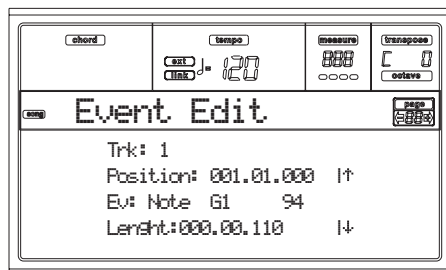 chord tempo measure transpose
ext link ♩= 120 888 C 0
octave
song Event Edit page
Trk: 1
Position: 001.01.000 |↑
Ev: Note G1 94
Lenght:000.00.110 |↓